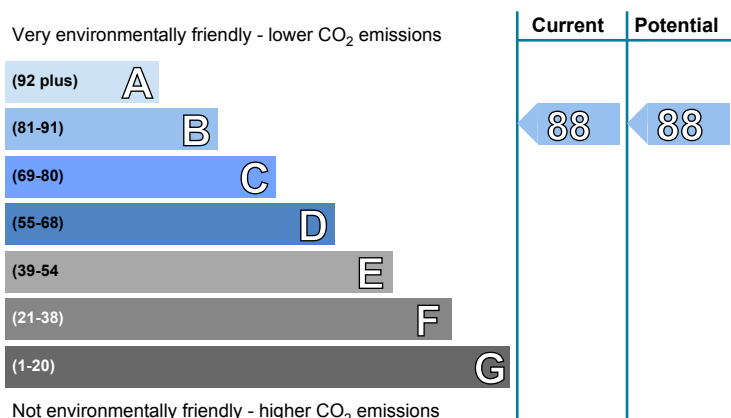 Very environmentally friendly - lower CO2 emissions
Current
Potential
(92 plus) A
(81-91) B
88
88
(69-80) C
(55-68) D
(39-54 E
(21-38) F
(1-20) G
Not environmentally friendly - higher CO2 emissions